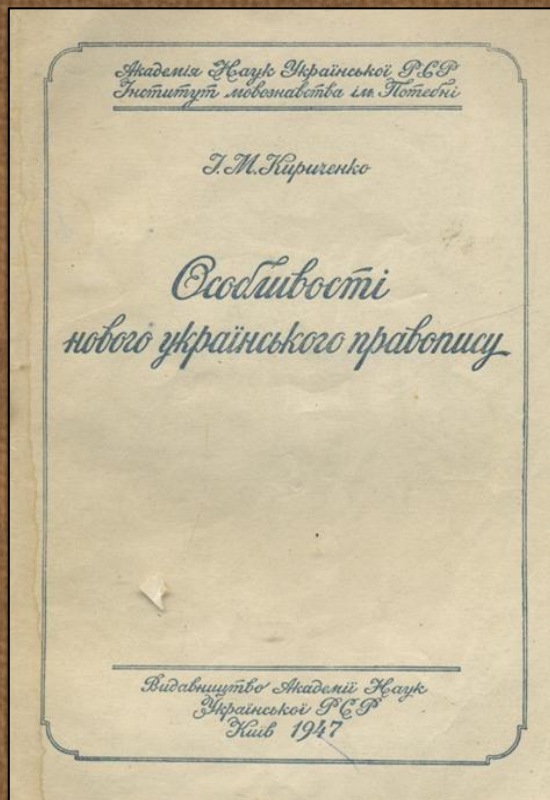 Академія Наук Української РСР
Інститут мовознавства ім. Потебні
І. М. Кириченко
Особливості
нового українського правопису
Видавництво Академії Наук
Української РСР
Київ 1947